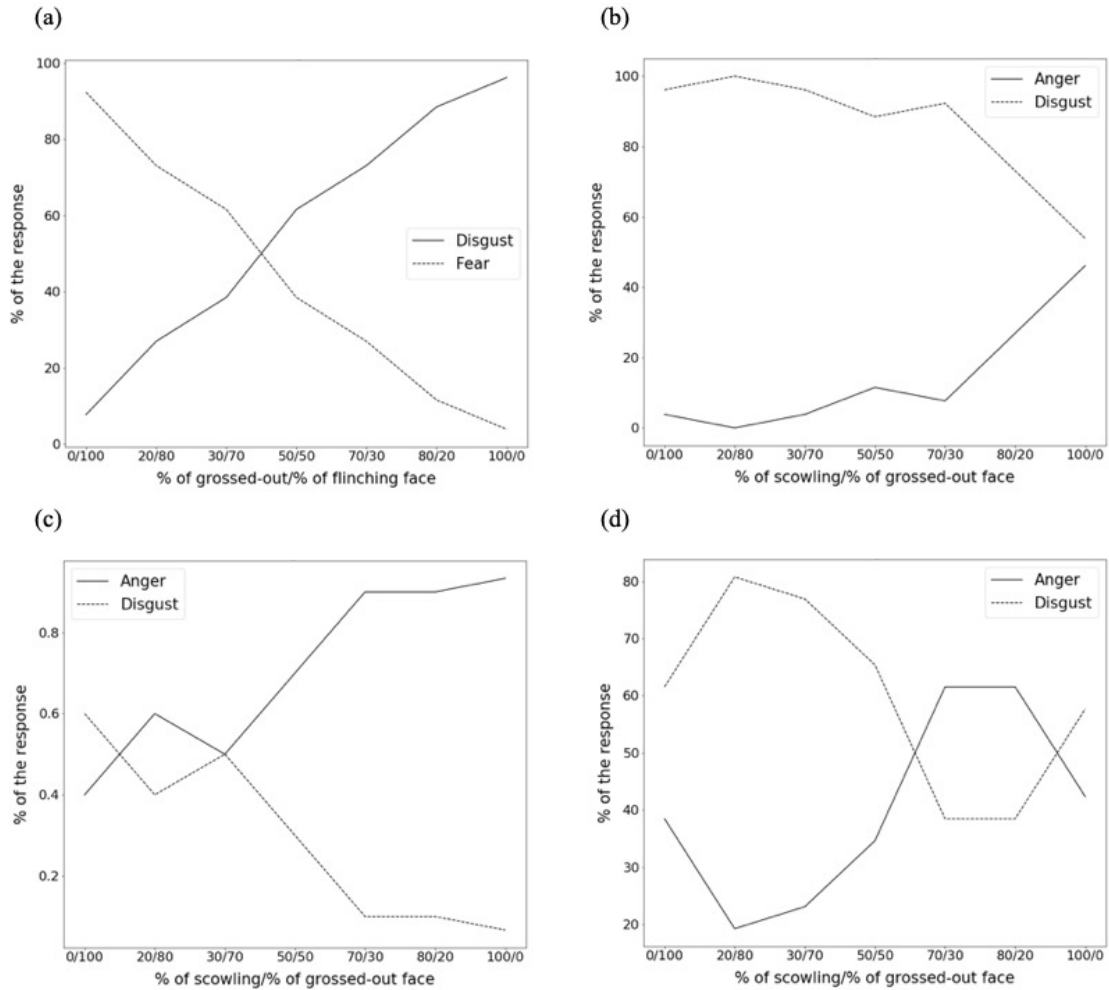 (a)
100
80
60
40
20
0
% of the response
Disgust
Fear
0/100 20/80 30/70 50/50 70/30 80/20 100/0
% of grossed-out/% of flinching face
(b)
100
80
60
40
20
0
% of the response
Anger
Disgust
0/100 20/80 30/70 50/50 70/30 80/20 100/0
% of scowling/% of grossed-out face
(c)
0.8
0.6
0.4
0.2
% of the response
Anger
Disgust
0/100 20/80 30/70 50/50 70/30 80/20 100/0
% of scowling/% of grossed-out face
(d)
80
70
60
50
40
30
20
% of the response
Anger
Disgust
0/100 20/80 30/70 50/50 70/30 80/20 100/0
% of scowling/% of grossed-out face